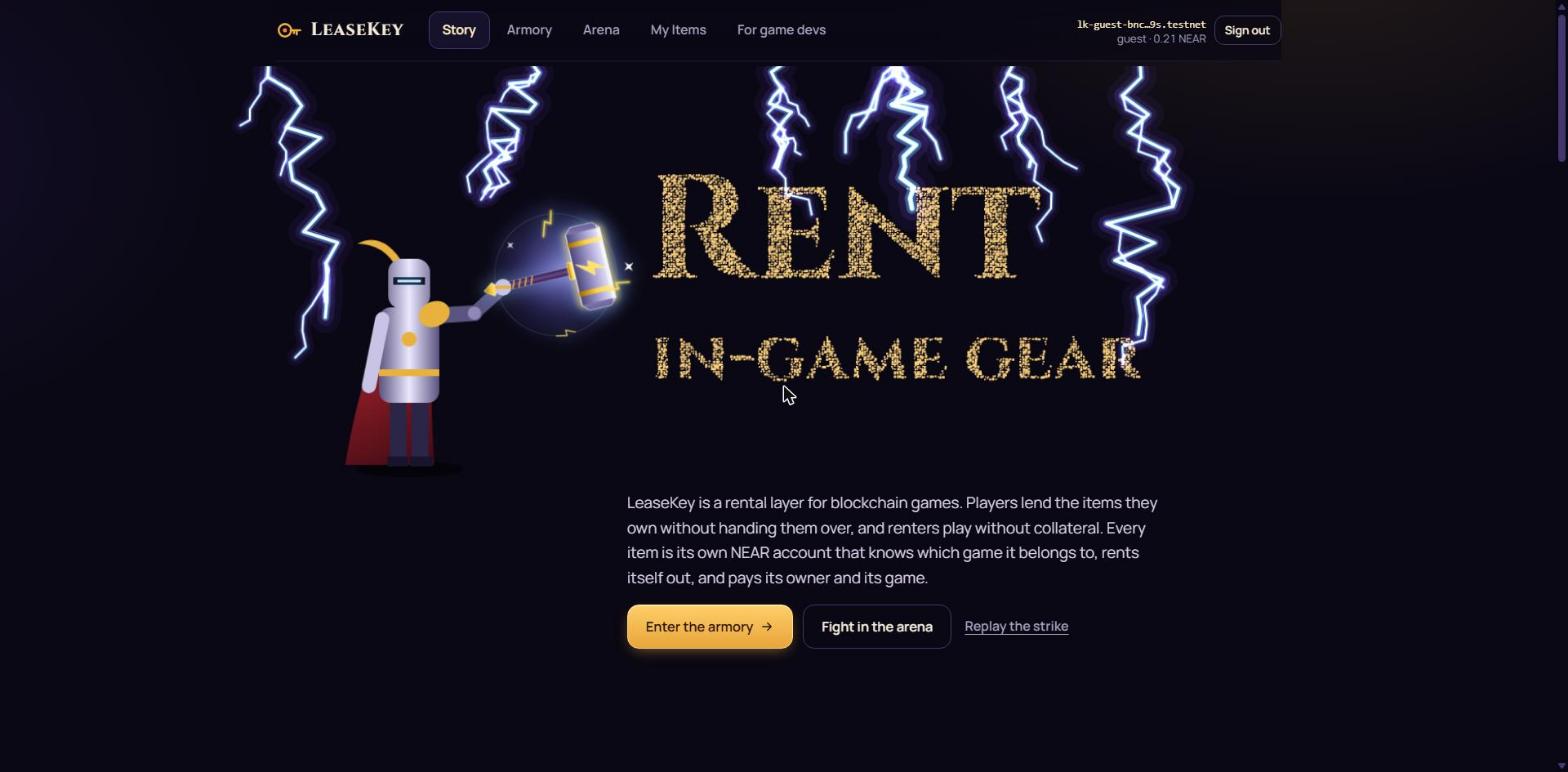 LeaseKey
Story
Armory
Arena
My Items
For game devs
lk-guest-bnc…9s.testnet
guest · 0.21 NEAR
Sign out
RENT
IN-GAME GEAR
LeaseKey is a rental layer for blockchain games. Players lend the items they
own without handing them over, and renters play without collateral. Every
item is its own NEAR account that knows which game it belongs to, rents
itself out, and pays its owner and its game.
Enter the armory →
Fight in the arena
Replay the strike